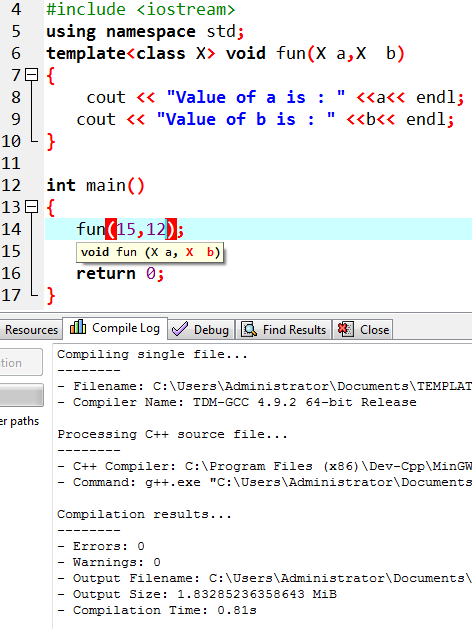 4 #include <iostream>
5 using namespace std;
6 template<class X> void fun(X a,X  b)
7 {
8 cout << "Value of a is : " <<a<< endl;
9 cout << "Value of b is : " <<b<< endl;
10 }
11
12 int main()
13 {
14 fun(15,12);
15 void fun (X a, X  b)
16 return 0;
17 }
Resources Compile Log Debug Find Results Close
Compiling single file...
--------
- Filename: C:\Users\Administrator\Documents\TEMPLAT
- Compiler Name: TDM-GCC 4.9.2 64-bit Release
Processing C++ source file...
--------
- C++ Compiler: C:\Program Files (x86)\Dev-Cpp\MinGW
- Command: g++.exe "C:\Users\Administrator\Documents
Compilation results...
--------
- Errors: 0
- Warnings: 0
- Output Filename: C:\Users\Administrator\Documents\
- Output Size: 1.83285236358643 MiB
- Compilation Time: 0.81s
tion
er paths